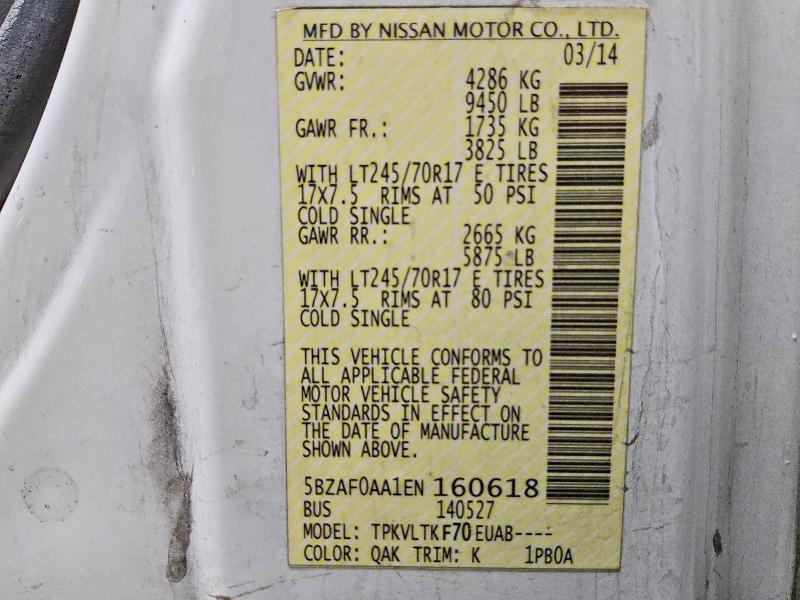 MFD BY NISSAN MOTOR CO., LTD.
DATE: 03/14
GVWR: 4286 KG
9450 LB
GAWR FR.: 1735 KG
3825 LB
WITH LT245/70R17 E TIRES
17X7.5 RIMS AT 50 PSI
COLD SINGLE
GAWR RR.: 2665 KG
5875 LB
WITH LT245/70R17 E TIRES
17X7.5 RIMS AT 80 PSI
COLD SINGLE
THIS VEHICLE CONFORMS TO
ALL APPLICABLE FEDERAL
MOTOR VEHICLE SAFETY
STANDARDS IN EFFECT ON
THE DATE OF MANUFACTURE
SHOWN ABOVE.
5BZAF0AA1EN 160618
BUS 140527
MODEL: TPKVLTKF70EUAB----
COLOR: QAK TRIM: K 1PB0A